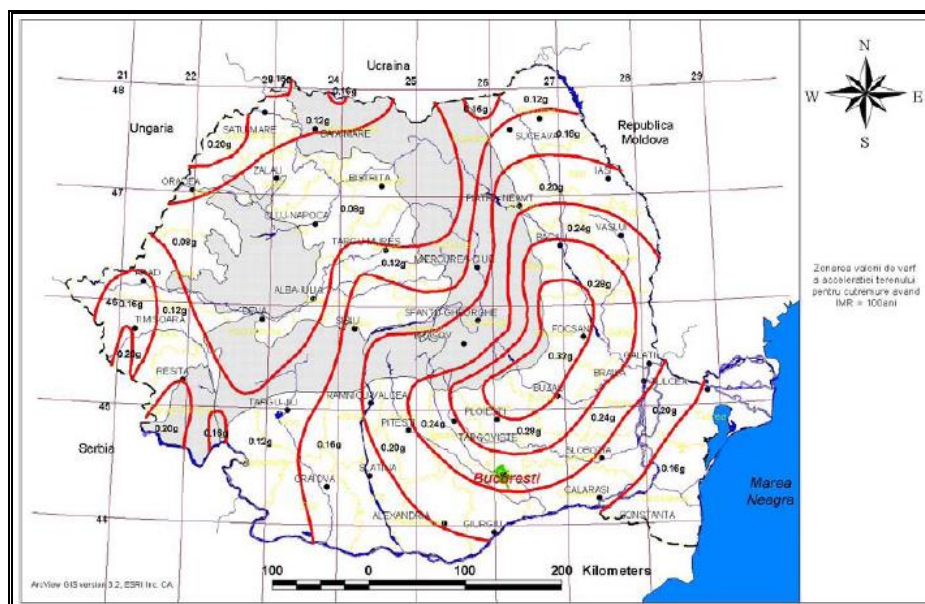 N
21 22 23 0.16g 24 25 26 27 28 29
Ucraina
48
0.16g
0.16g
0.12g
W E
Ungaria
SATU MARE
0.12g
BAIA MARE
SUCEAVA
0.16g
Republica
Moldova
S
0.20g
ORADEA
ZALAU
BISTRITA
IASI
47
0.20g
CLUJ-NAPOCA
0.08g
PIATRA NEAMT
0.24g
VASLUI
0.08g
TARGU-MURES
BACAU
0.12g
MIERCUREA-CIUC
Zonarea valorii de varf
a acceleratiei terenului
pentru cutremure avand
IMR = 100ani
ARAD
0.28g
46
0.16g
0.12g
ALBA-IULIA
TIMISOARA
DEVA
SIBIU
SFANTU-GHEORGHE
FOCSANI
BRASOV
0.20g
0.32g
GALATI
RESITA
BRAILA
TULCEA
RAMNICU VALCEA
BUZAU
45
TARGU-JIU
0.20g
0.16g
PITESTI
0.24g
PLOIESTI
0.24g
0.20g
Serbia
0.12g
0.16g
0.20g
TARGOVISTE
0.28g
SLOBOZIA
0.16g
SLATINA
Bucuresti
Marea
Neagra
CRAIOVA
CALARASI
44
ALEXANDRIA
GIURGIU
CONSTANTA
100 0 100 200 Kilometers
ArcView GIS version 3.2, ESRI Inc. CA